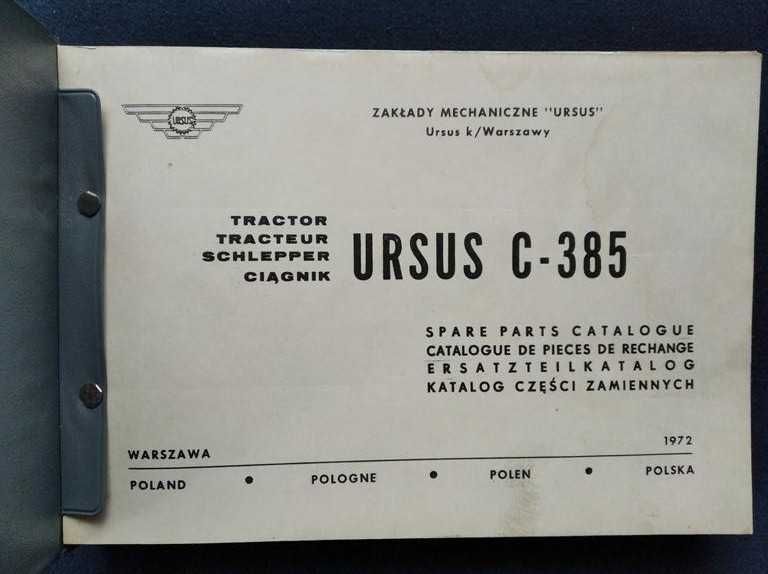 URSUS
ZAKŁADY MECHANICZNE "URSUS"
Ursus k/Warszawy
TRACTOR
TRACTEUR
SCHLEPPER
CIĄGNIK
URSUS C-385
SPARE PARTS CATALOGUE
CATALOGUE DE PIECES DE RECHANGE
ERSATZTEILKATALOG
KATALOG CZĘŚCI ZAMIENNYCH
WARSZAWA 1972
POLAND • POLOGNE • POLEN • POLSKA